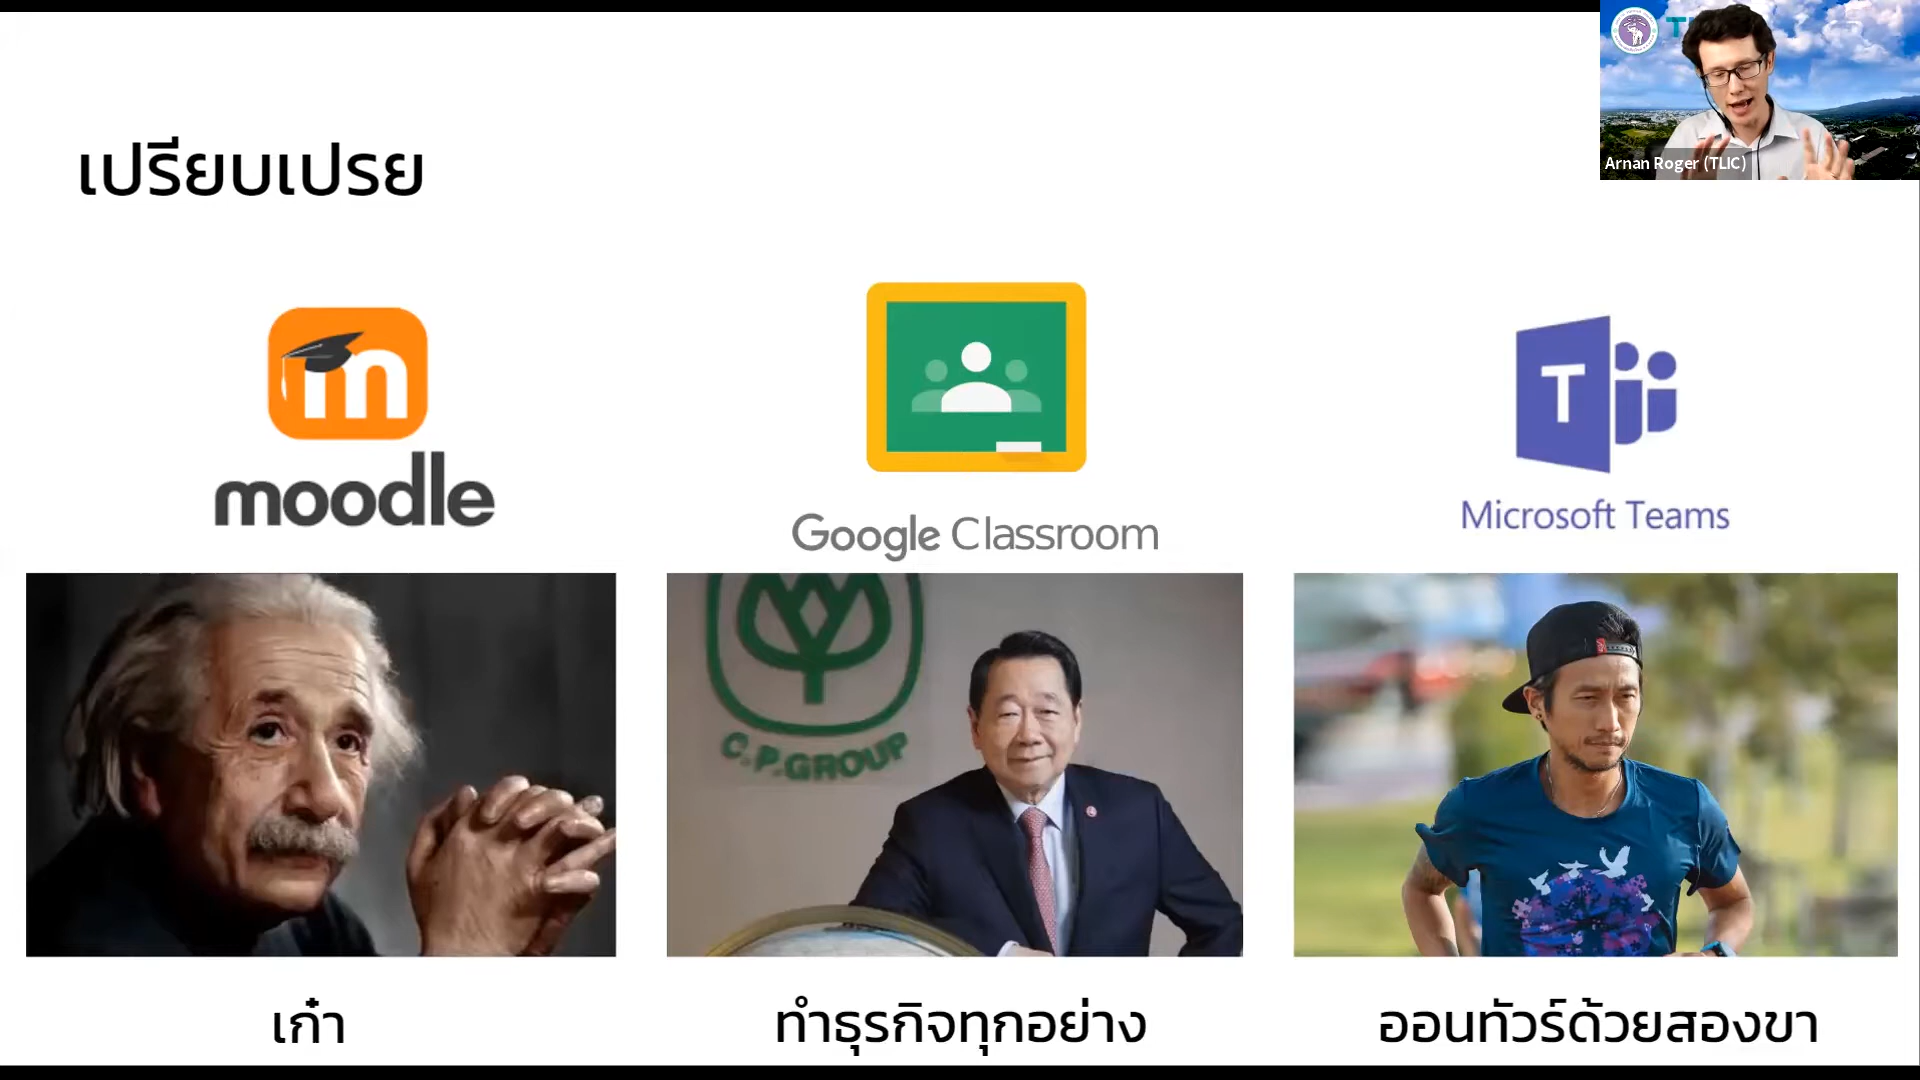 Arnan Roger (TLIC)
เปรียบเปรย
moodle
Google Classroom
T
Microsoft Teams
C.P.GROUP
เก๋า
ทำธุรกิจทุกอย่าง
ออนทัวร์ด้วยสองขา